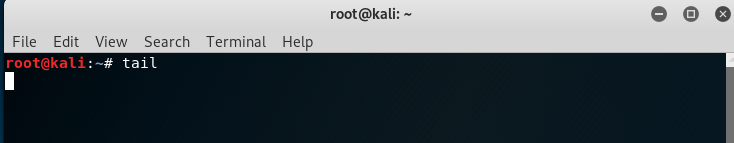 root@kali: ~
File Edit View Search Terminal Help
root@kali:~# tail